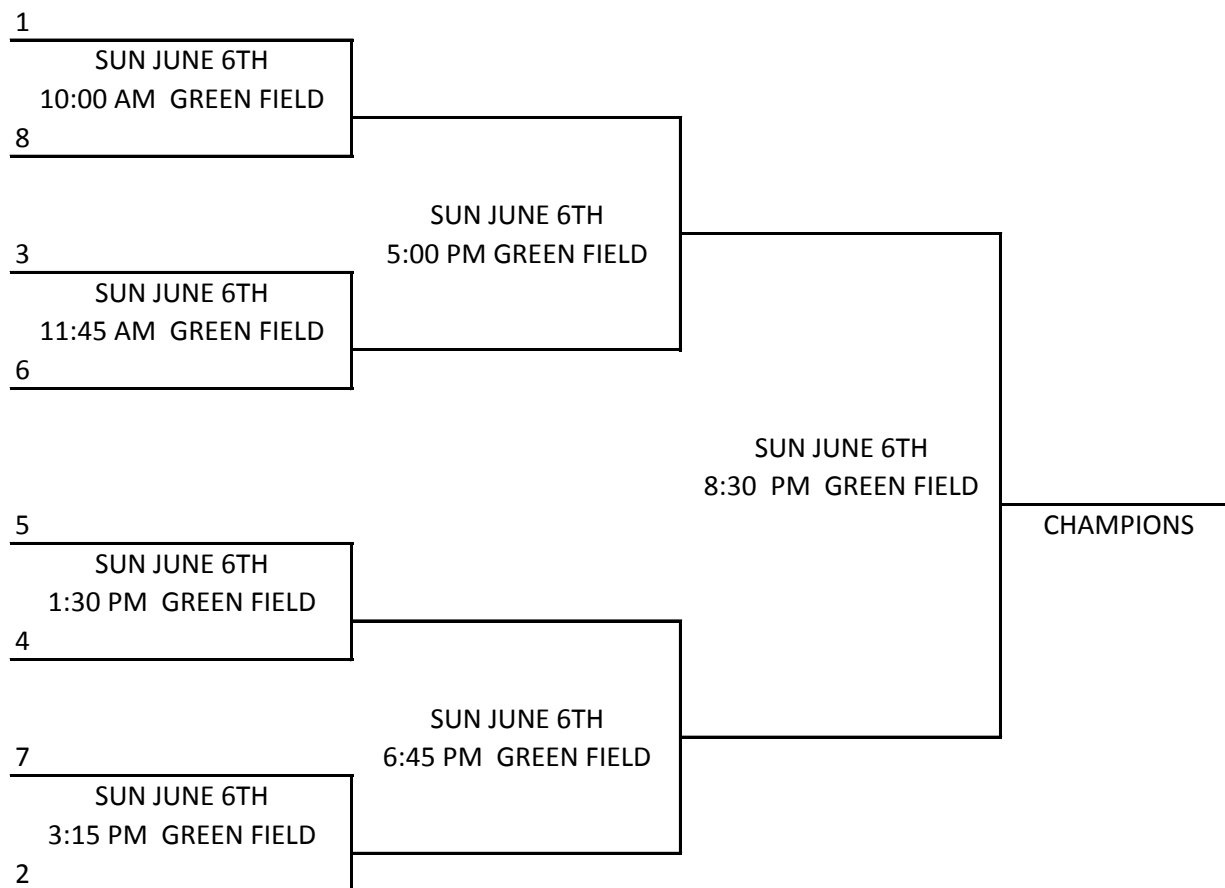 1
SUN JUNE 6TH
10:00 AM  GREEN FIELD
8
SUN JUNE 6TH
5:00 PM GREEN FIELD
3
SUN JUNE 6TH
11:45 AM  GREEN FIELD
6
SUN JUNE 6TH
8:30  PM  GREEN FIELD
CHAMPIONS
5
SUN JUNE 6TH
1:30 PM  GREEN FIELD
4
SUN JUNE 6TH
6:45 PM  GREEN FIELD
7
SUN JUNE 6TH
3:15 PM  GREEN FIELD
2